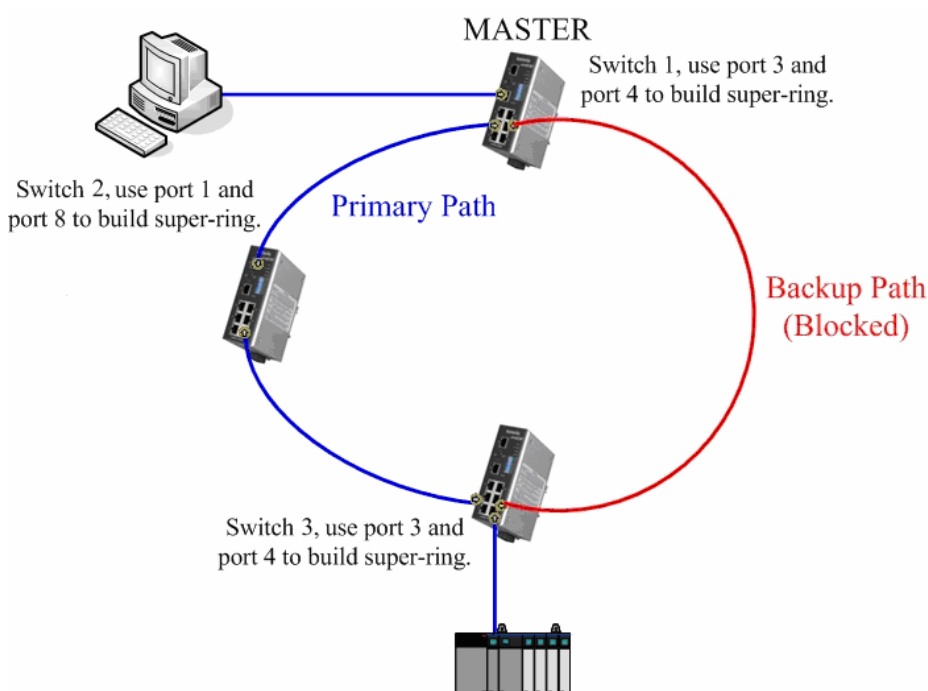 MASTER
Switch 1, use port 3 and
port 4 to build super-ring.
Switch 2, use port 1 and
port 8 to build super-ring.
Primary Path
Backup Path
(Blocked)
Switch 3, use port 3 and
port 4 to build super-ring.